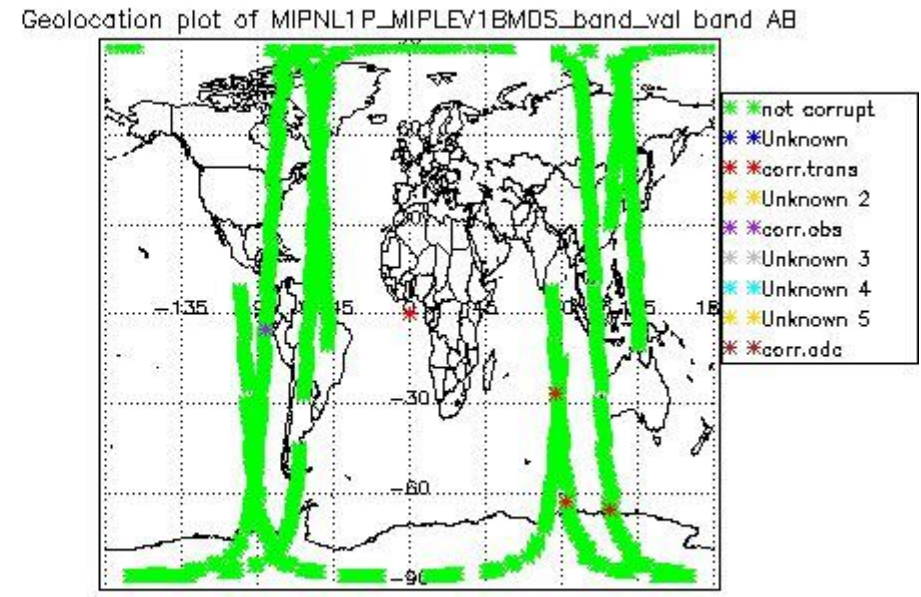 Geolocation plot of MIPNL1P_MIPLEV1BMDS_band_val band AB
not corrupt
Unknown
corr.trans
Unknown 2
corr.obs
Unknown 3
Unknown 4
Unknown 5
corr.adc
60
-135
45
-30
-60
-90